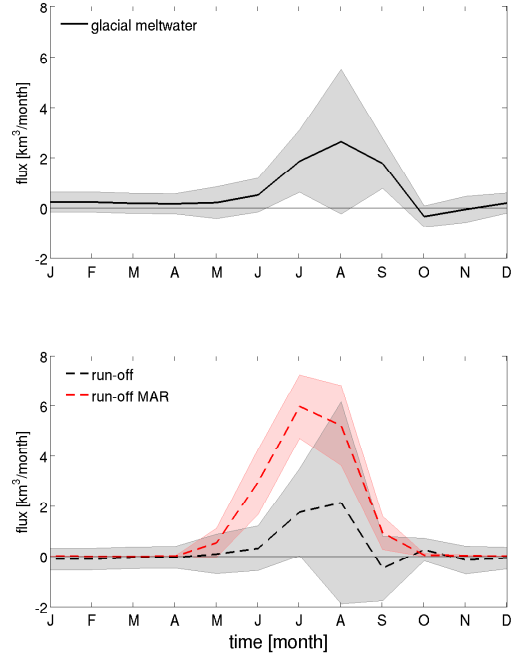 8
6
4
2
0
-2
flux [km³/month]
glacial meltwater
J F M A M J J A S O N D
8
6
4
2
0
-2
flux [km³/month]
run-off
run-off MAR
J F M A M J J A S O N D
time [month]